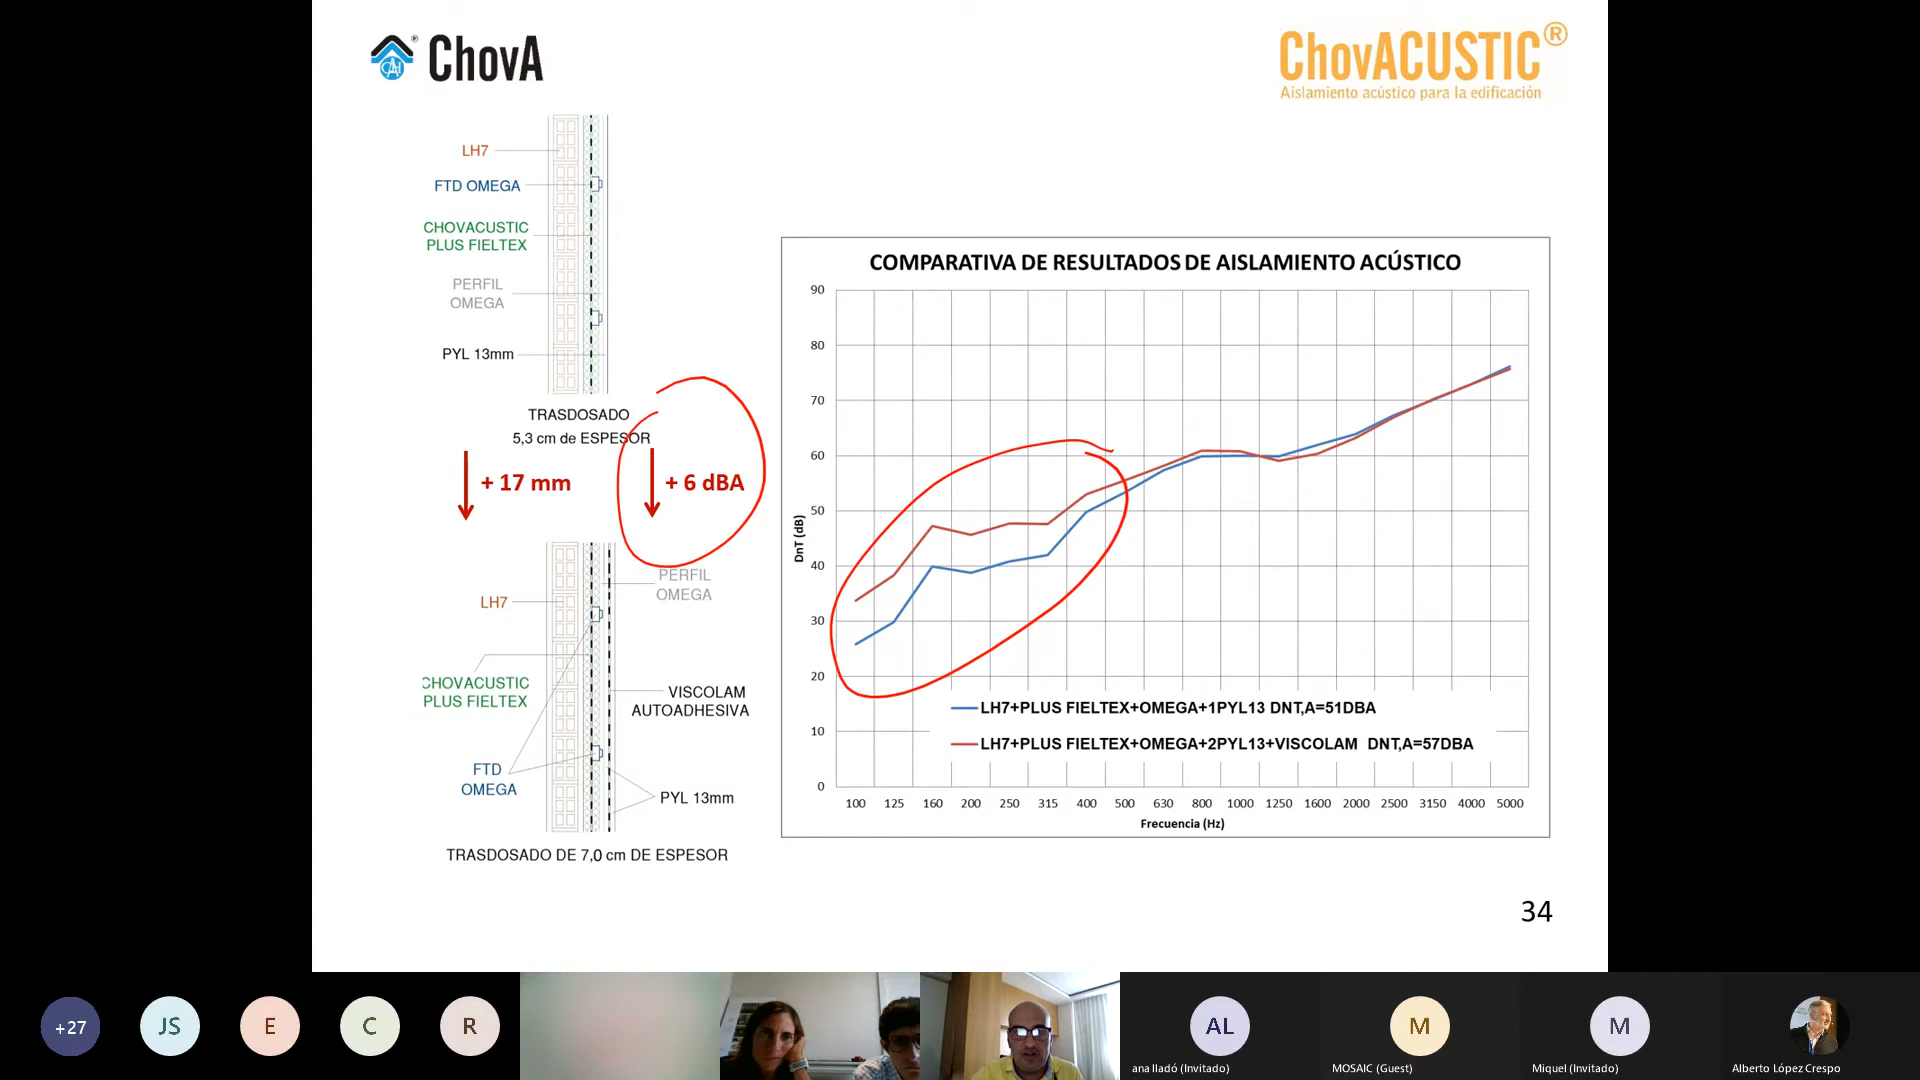 ChovA
ChovACUSTIC®
Aislamiento acústico para la edificación
LH7
FTD OMEGA
CHOVACUSTIC
PLUS FIELTEX
PERFIL
OMEGA
PYL 13mm
TRASDOSADO
5,3 cm de ESPESOR
+ 17 mm
+ 6 dBA
PERFIL
OMEGA
LH7
CHOVACUSTIC
PLUS FIELTEX
VISCOLAM
AUTOADHESIVA
FTD
OMEGA
PYL 13mm
TRASDOSADO DE 7,0 cm DE ESPESOR
COMPARATIVA DE RESULTADOS DE AISLAMIENTO ACÚSTICO
90
80
70
60
50
40
30
20
10
0
DnT (dB)
LH7+PLUS FIELTEX+OMEGA+1PYL13 DNT,A=51DBA
LH7+PLUS FIELTEX+OMEGA+2PYL13+VISCOLAM DNT,A=57DBA
100 125 160 200 250 315 400 500 630 800 1000 1250 1600 2000 2500 3150 4000 5000
Frecuencia (Hz)
34
+27
JS
E
C
R
AL
M
M
ana lladó (Invitado)
MOSAIC (Guest)
Miquel (Invitado)
Alberto López Crespo